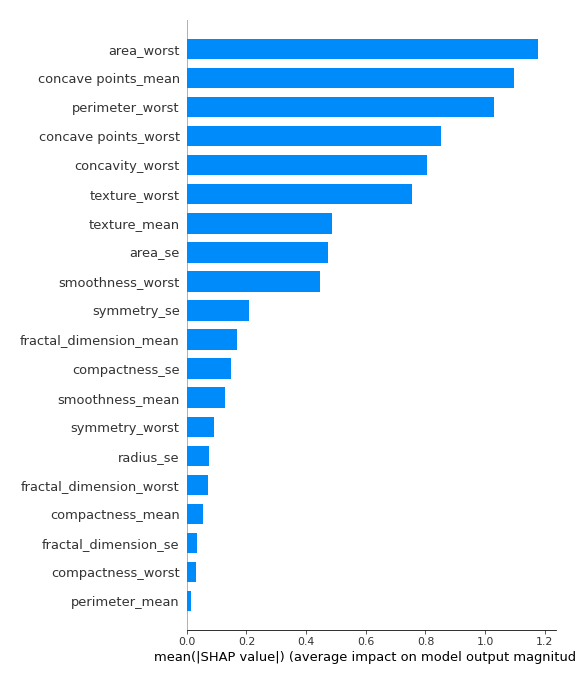 area_worst
concave points_mean
perimeter_worst
concave points_worst
concavity_worst
texture_worst
texture_mean
area_se
smoothness_worst
symmetry_se
fractal_dimension_mean
compactness_se
smoothness_mean
symmetry_worst
radius_se
fractal_dimension_worst
compactness_mean
fractal_dimension_se
compactness_worst
perimeter_mean
0.0 0.2 0.4 0.6 0.8 1.0 1.2
mean(|SHAP value|) (average impact on model output magnitud